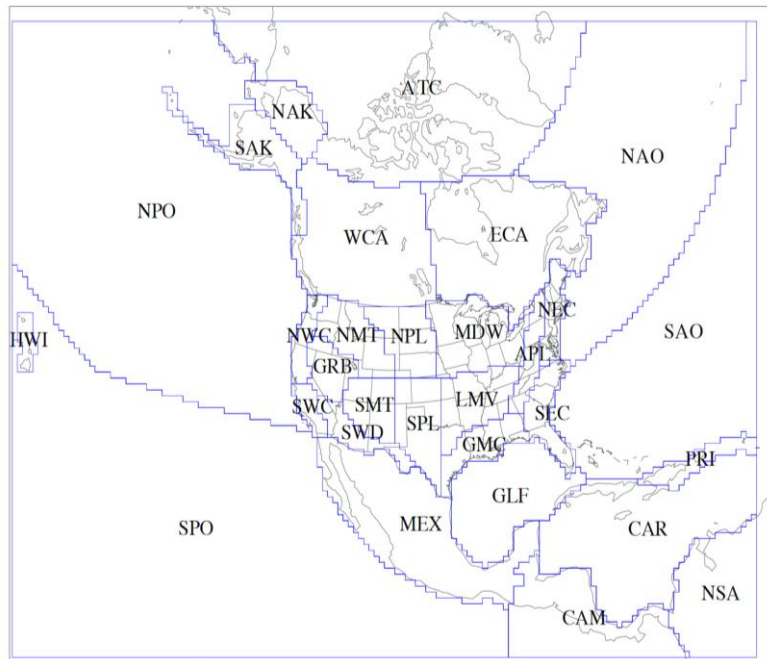 ATC
NAK
SAK
NAO
NPO
WCA
ECA
NEC
HWI
NWC
NMT
NPL
MDW
SAO
APL
GRB
SWC
SMT
LMV
SEC
SWD
SPL
GMC
PRI
GLF
SPO
MEX
CAR
NSA
CAM